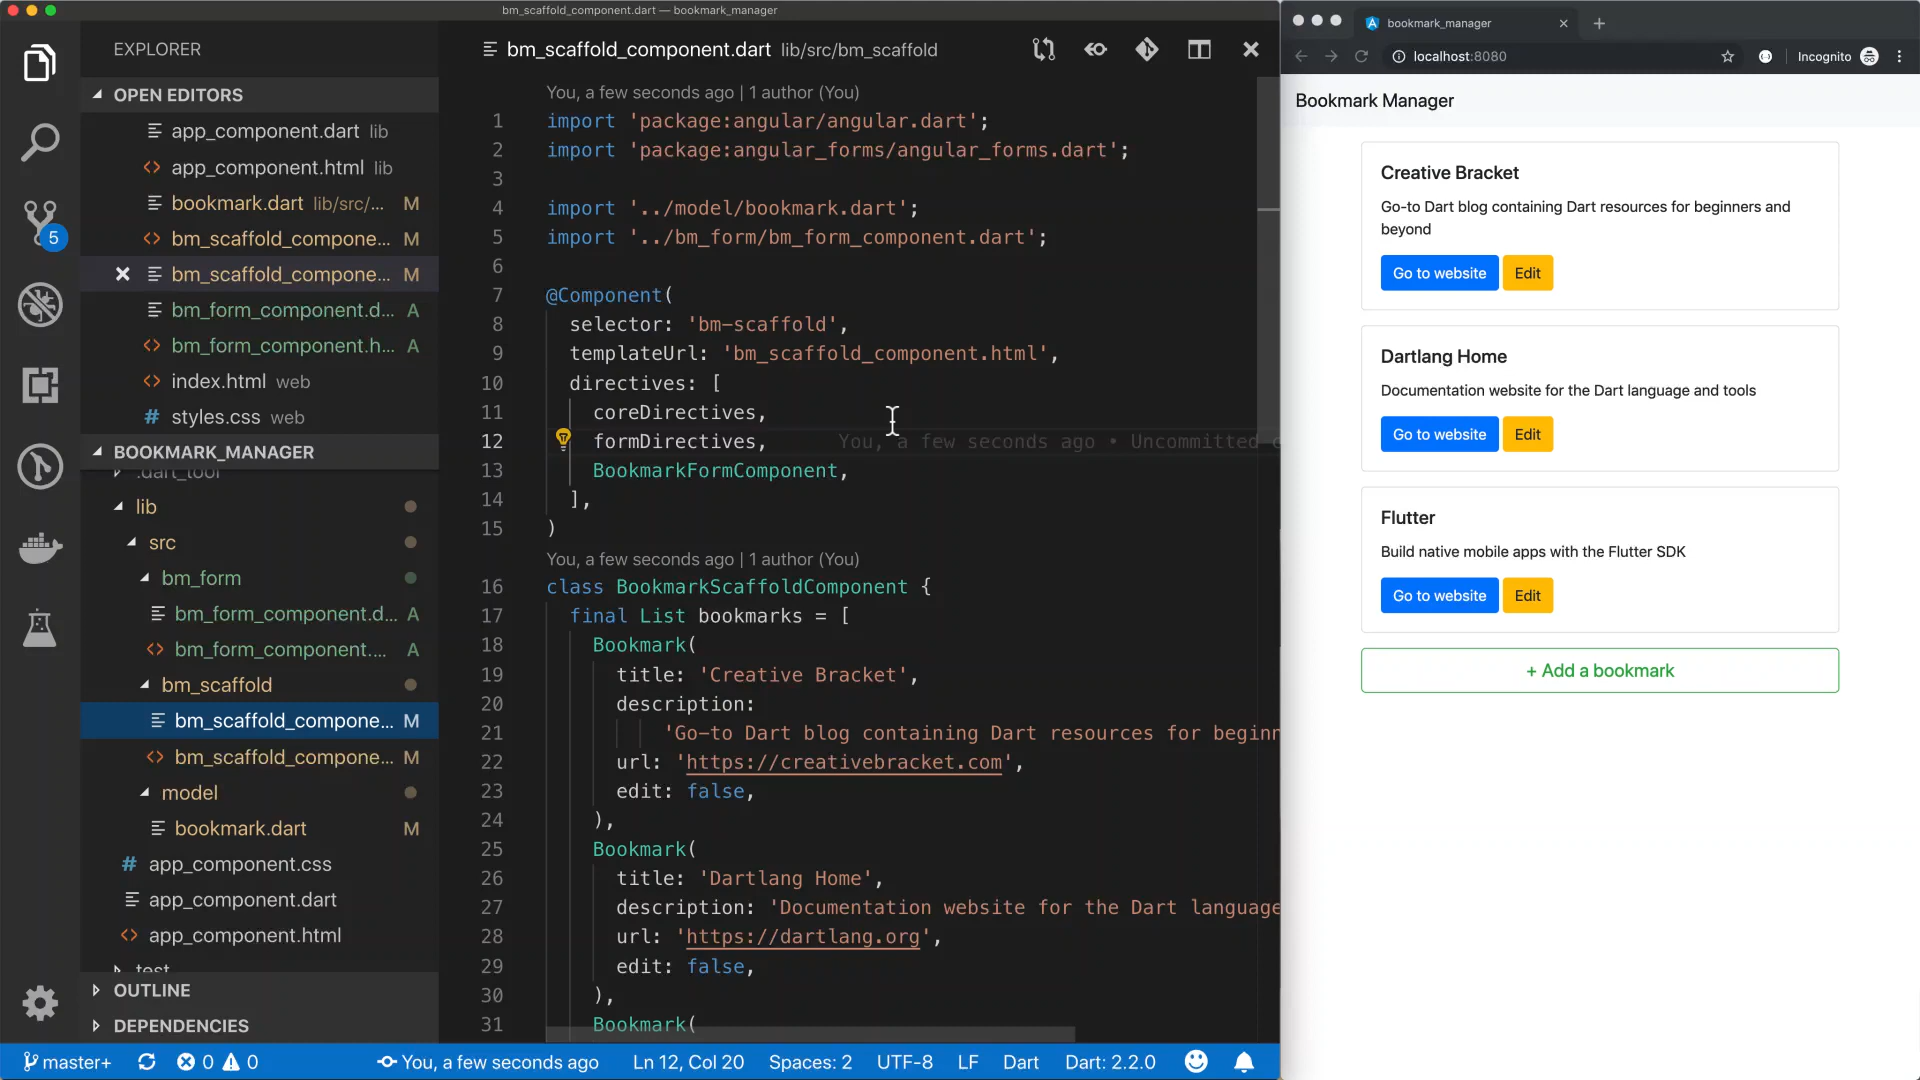 bm_scaffold_component.dart — bookmark_manager
EXPLORER
OPEN EDITORS
app_component.dart lib
app_component.html lib
bookmark.dart lib/src/... M
bm_scaffold_compone... M
bm_scaffold_compone... M
bm_form_component.d... A
bm_form_component.h... A
index.html web
# styles.css web
BOOKMARK_MANAGER
.dart_tool
lib
src
bm_form
bm_form_component.d... A
bm_form_component.... A
bm_scaffold
bm_scaffold_compone... M
bm_scaffold_compone... M
model
bookmark.dart M
# app_component.css
app_component.dart
app_component.html
test
OUTLINE
DEPENDENCIES
5
bm_scaffold_component.dart lib/src/bm_scaffold
You, a few seconds ago | 1 author (You)
1 import 'package:angular/angular.dart';
2 import 'package:angular_forms/angular_forms.dart';
3
4 import '../model/bookmark.dart';
5 import '../bm_form/bm_form_component.dart';
6
7 @Component(
8 selector: 'bm-scaffold',
9 templateUrl: 'bm_scaffold_component.html',
10 directives: [
11 coreDirectives,
12 formDirectives, You, a few seconds ago • Uncommitted
13 BookmarkFormComponent,
14 ],
15 )
You, a few seconds ago | 1 author (You)
16 class BookmarkScaffoldComponent {
17 final List bookmarks = [
18 Bookmark(
19 title: 'Creative Bracket',
20 description:
21 'Go-to Dart blog containing Dart resources for beginn
22 url: 'https://creativebracket.com',
23 edit: false,
24 ),
25 Bookmark(
26 title: 'Dartlang Home',
27 description: 'Documentation website for the Dart language
28 url: 'https://dartlang.org',
29 edit: false,
30 ),
31 Bookmark(
master+ 0 0 You, a few seconds ago Ln 12, Col 20 Spaces: 2 UTF-8 LF Dart Dart: 2.2.0
bookmark_manager
localhost:8080 Incognito
Bookmark Manager
Creative Bracket
Go-to Dart blog containing Dart resources for beginners and
beyond
Go to website Edit
Dartlang Home
Documentation website for the Dart language and tools
Go to website Edit
Flutter
Build native mobile apps with the Flutter SDK
Go to website Edit
+ Add a bookmark